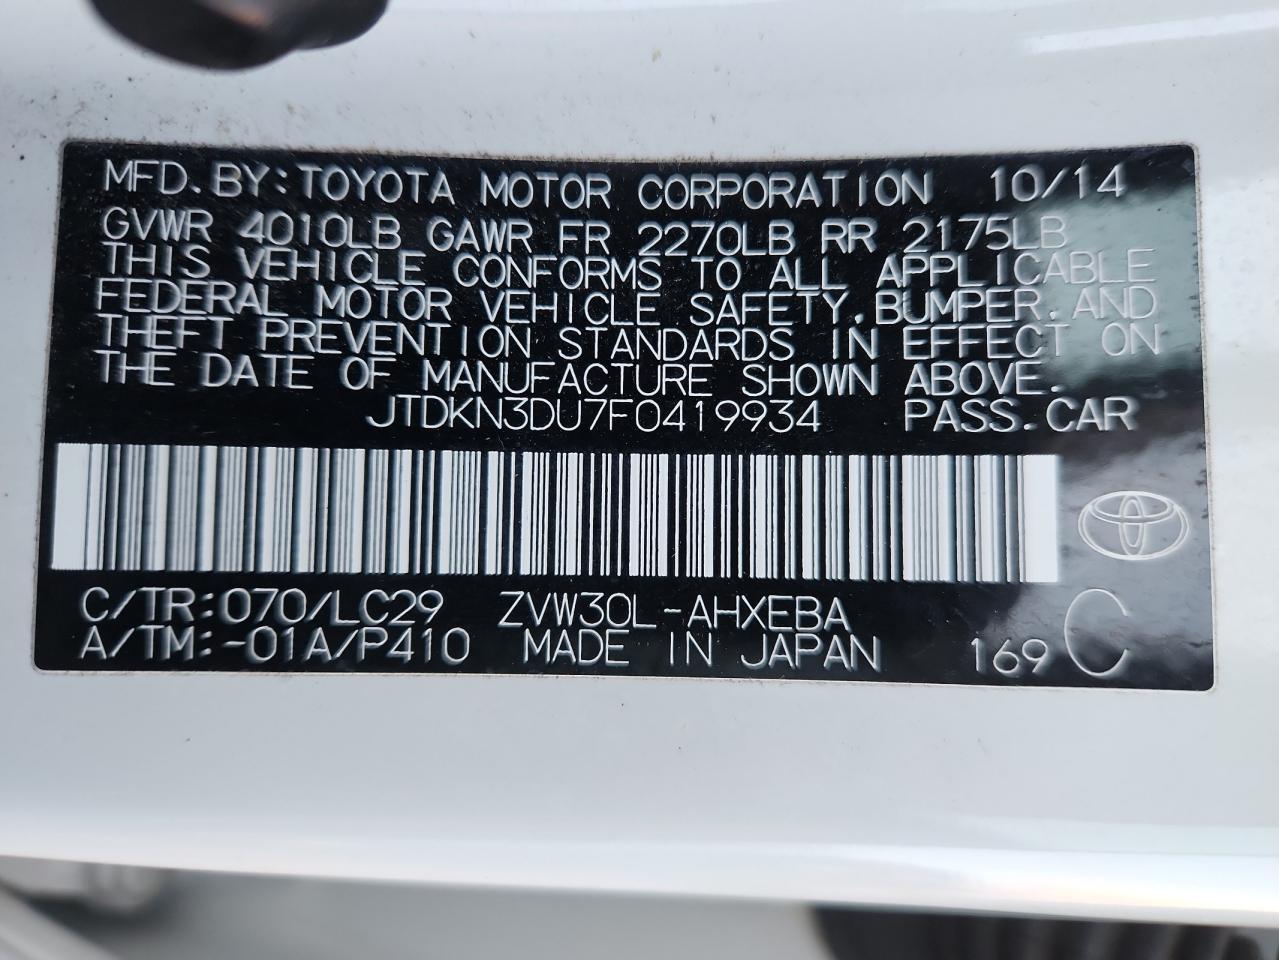 MFD. BY: TOYOTA MOTOR CORPORATION 10/14
GVWR 4010LB GAWR FR 2270LB RR 2175LB
THIS VEHICLE CONFORMS TO ALL APPLICABLE
FEDERAL MOTOR VEHICLE SAFETY, BUMPER, AND
THEFT PREVENTION STANDARDS IN EFFECT ON
THE DATE OF MANUFACTURE SHOWN ABOVE.
JTDKN3DU7F0419934 PASS. CAR
C/TR:070/LC29 ZVW30L-AHXEBA
A/TM:-01A/P410 MADE IN JAPAN 169 C